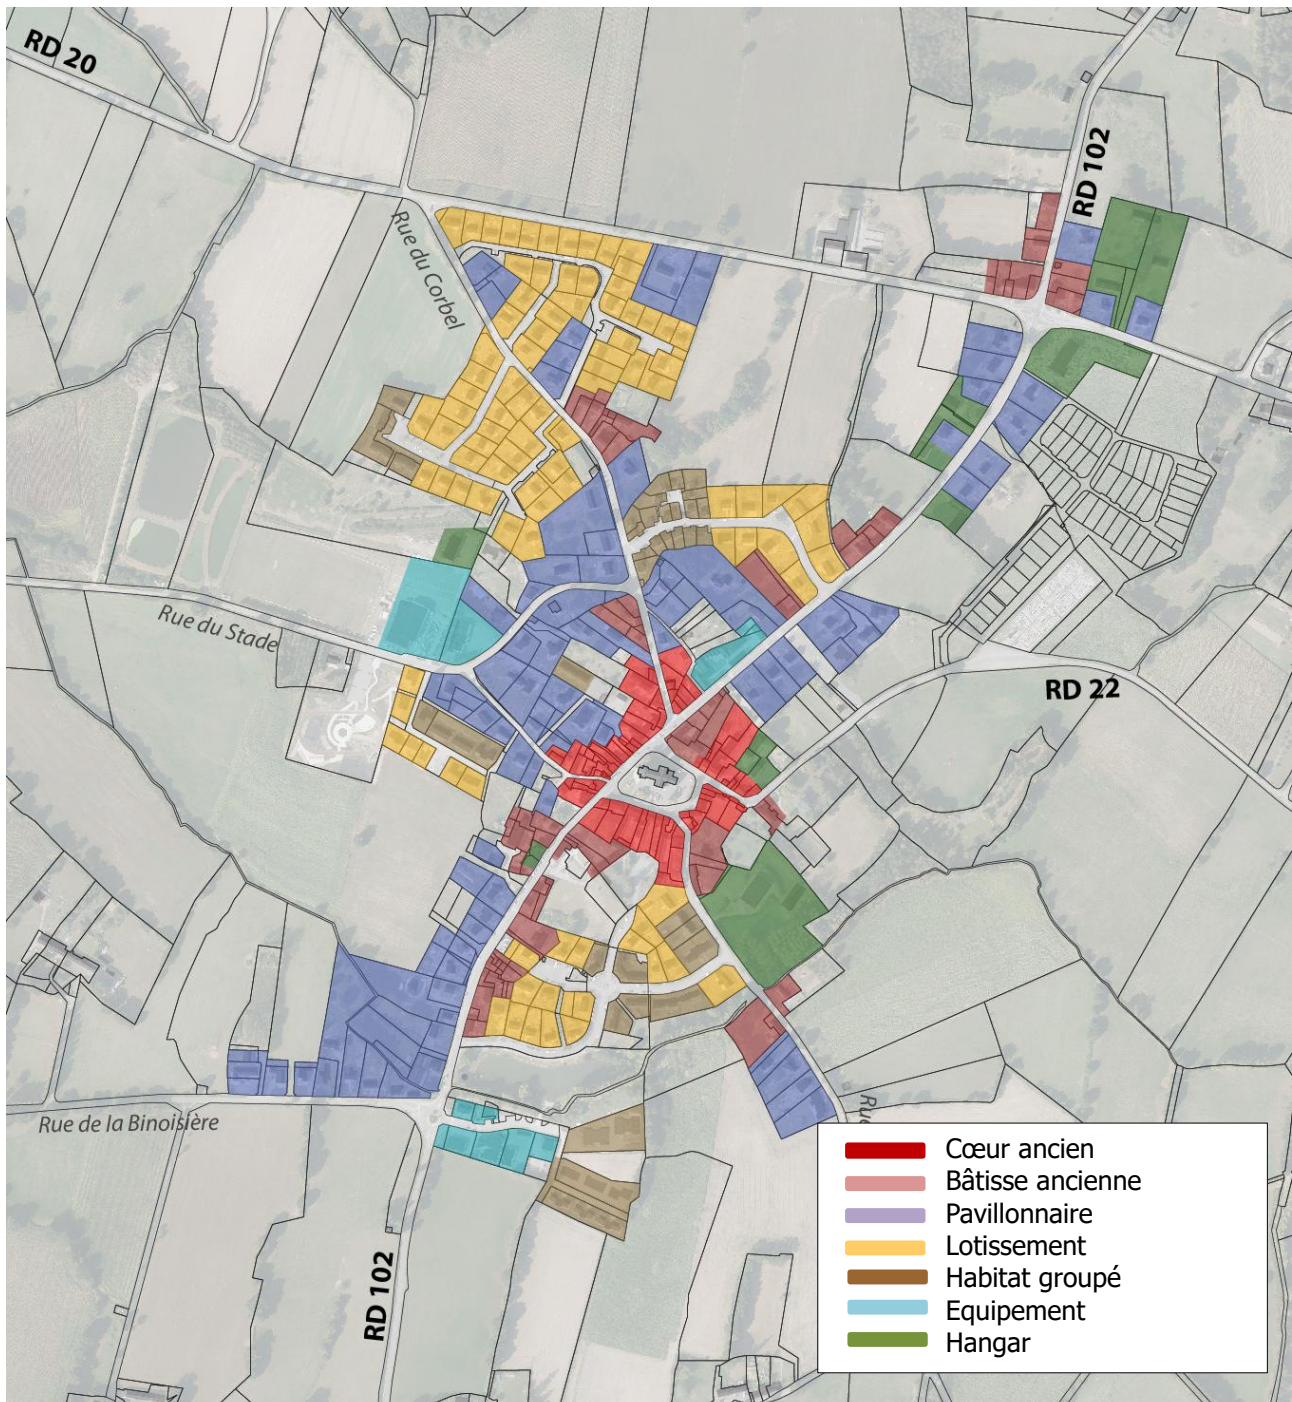 RD 20
RD 102
Rue du Corbel
Rue du Stade
RD 22
Rue de la Binoisière
Rue
RD 102
Cœur ancien
Bâtisse ancienne
Pavillonnaire
Lotissement
Habitat groupé
Equipement
Hangar